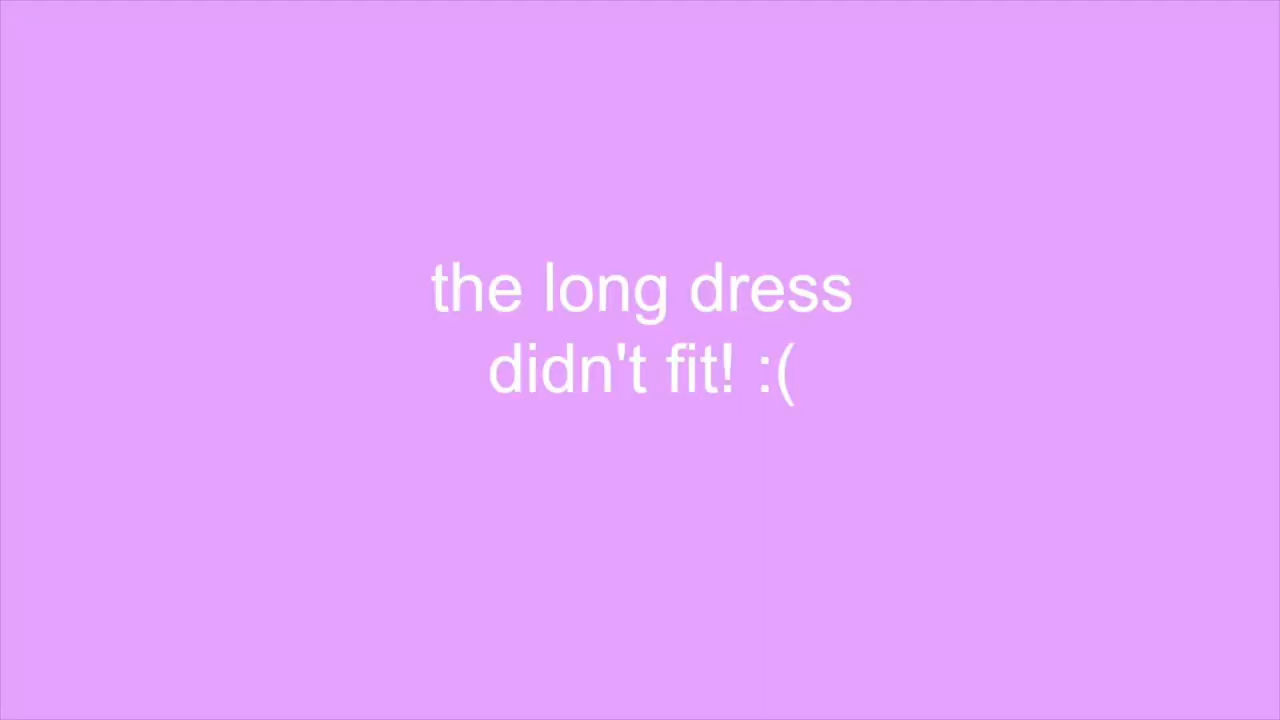 the long dress
didn't fit! :(